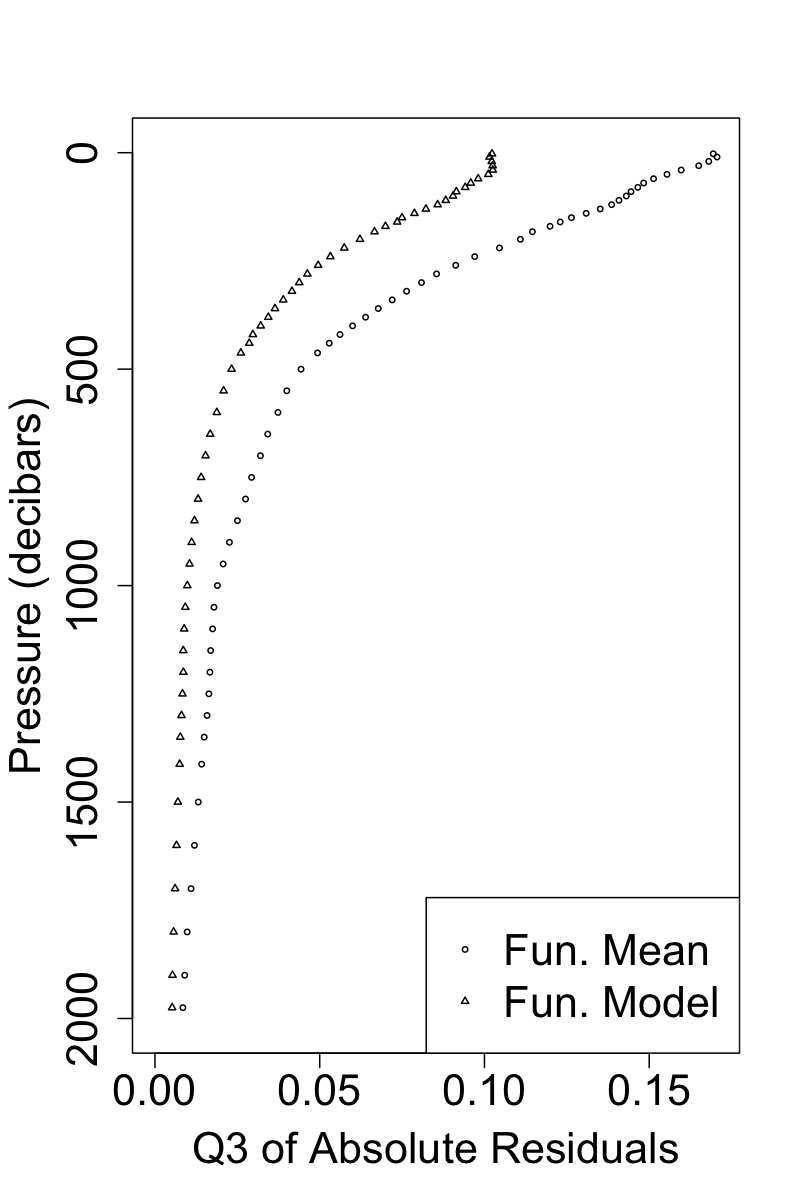 0
500
1000
1500
2000
Pressure (decibars)
Fun. Mean
Fun. Model
0.00 0.05 0.10 0.15
Q3 of Absolute Residuals